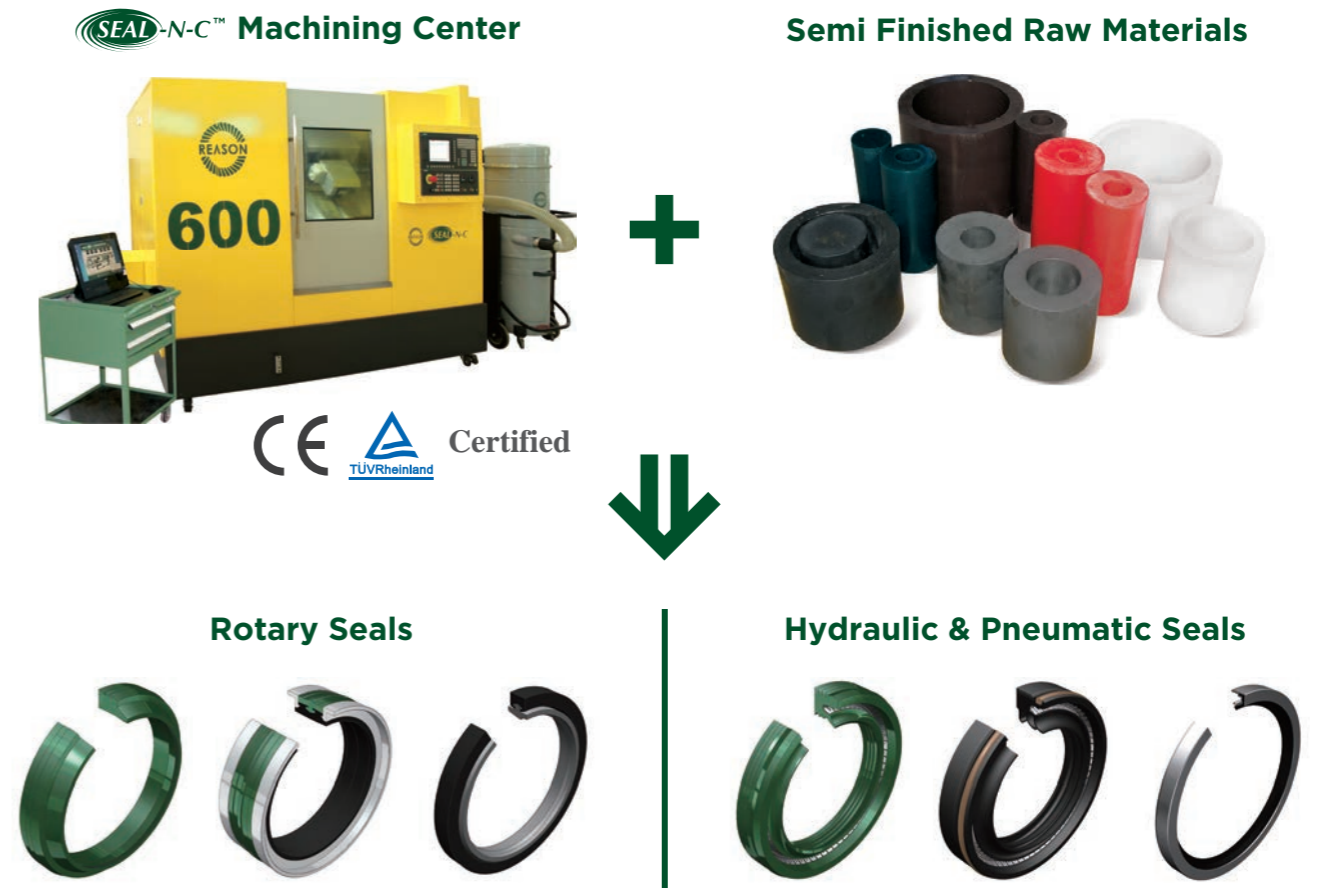 SEAL-N-C™ Machining Center
Semi Finished Raw Materials
REASON
600
SEAL-N-C
CE
TÜVRheinland
Certified
Rotary Seals
Hydraulic & Pneumatic Seals